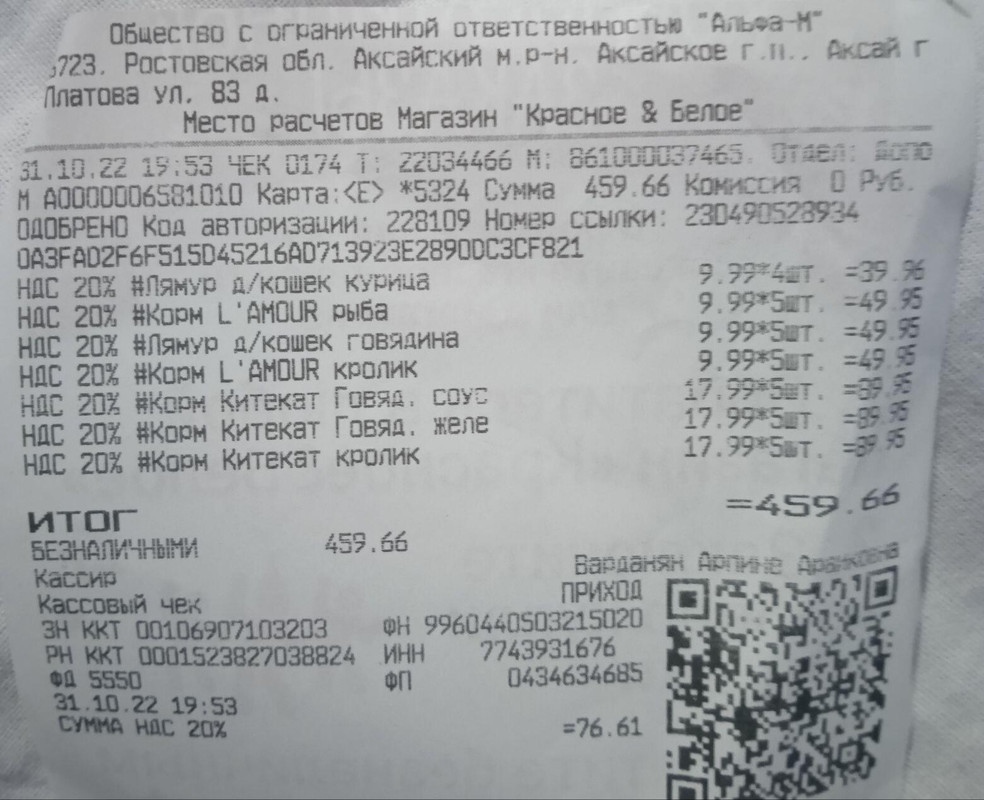 Общество с ограниченной ответственностью "Альфа-М"
723. Ростовская обл. Аксайский м.р-н. Аксайское г.п.. Аксай г
Платова ул. 83 д.
Место расчетов Магазин "Красное & Белое"
31.10.22 19:53 ЧЕК 0174 Т: 22034466 М: 861000037465. Отдел: Допо
М A0000006581010 Карта:<E> *5324 Сумма 459.66 Комиссия 0 Руб.
ОДОБРЕНО Код авторизации: 228109 Номер ссылки: 230490528934
0A3FAD2F6F515D45216AD713923E2890DC3CF821
НДС 20% #Лямур д/кошек курица 9.99*4шт. =39.96
НДС 20% #Корм L'AMOUR рыба 9.99*5шт. =49.95
НДС 20% #Лямур д/кошек говядина 9.99*5шт. =49.95
НДС 20% #Корм L'AMOUR кролик 9.99*5шт. =49.95
НДС 20% #Корм Китекат Говяд. соус 17.99*5шт. =89.95
НДС 20% #Корм Китекат Говяд. желе 17.99*5шт. =89.95
НДС 20% #Корм Китекат кролик 17.99*5шт. =89.95
ИТОГ =459.66
БЕЗНАЛИЧНЫМИ 459.66
Кассир Варданян Арпине Араиковна
Кассовый чек ПРИХОД
ЗН ККТ 00106907103203 ФН 9960440503215020
РН ККТ 0001523827038824 ИНН 7743931676
ФД 5550 ФП 0434634685
31.10.22 19:53
СУММА НДС 20% =76.61